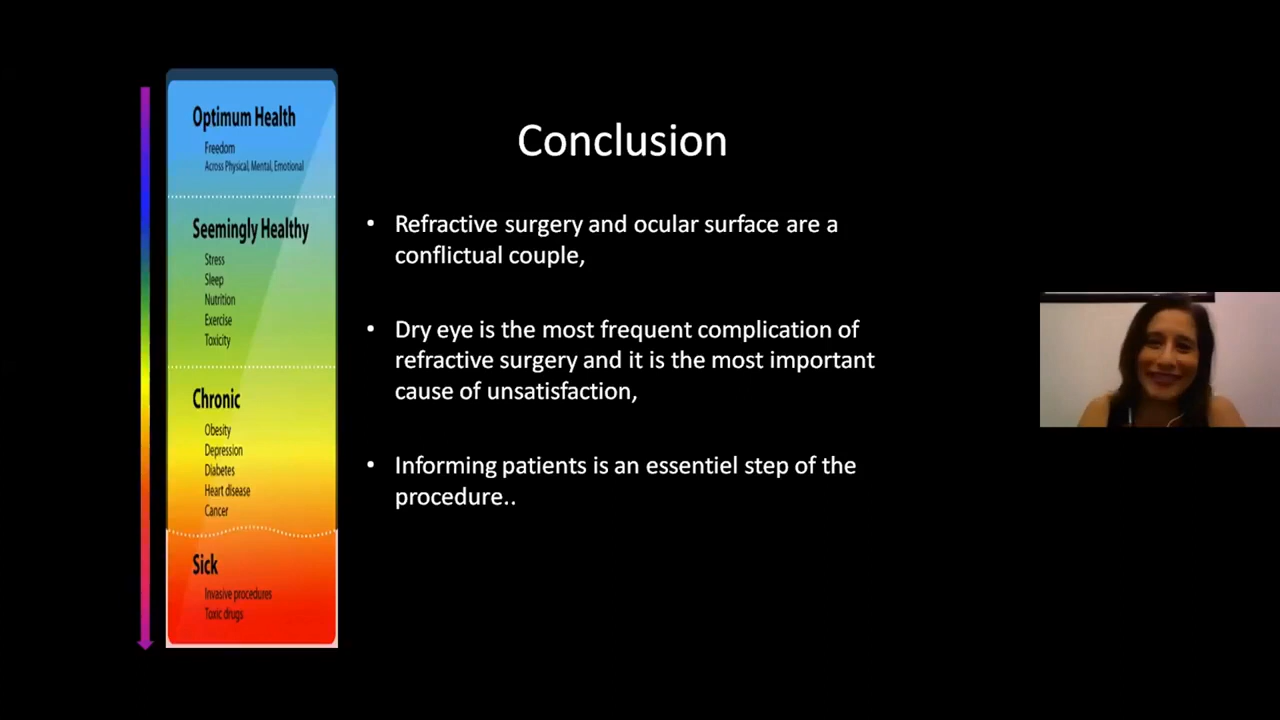 Optimum Health
Freedom
Across Physical, Mental, Emotional
Seemingly Healthy
Stress
Sleep
Nutrition
Exercise
Toxicity
Chronic
Obesity
Depression
Diabetes
Heart disease
Cancer
Sick
Invasive procedures
Toxic drugs
Conclusion
• Refractive surgery and ocular surface are a
conflictual couple,
• Dry eye is the most frequent complication of
refractive surgery and it is the most important
cause of unsatisfaction,
• Informing patients is an essentiel step of the
procedure..